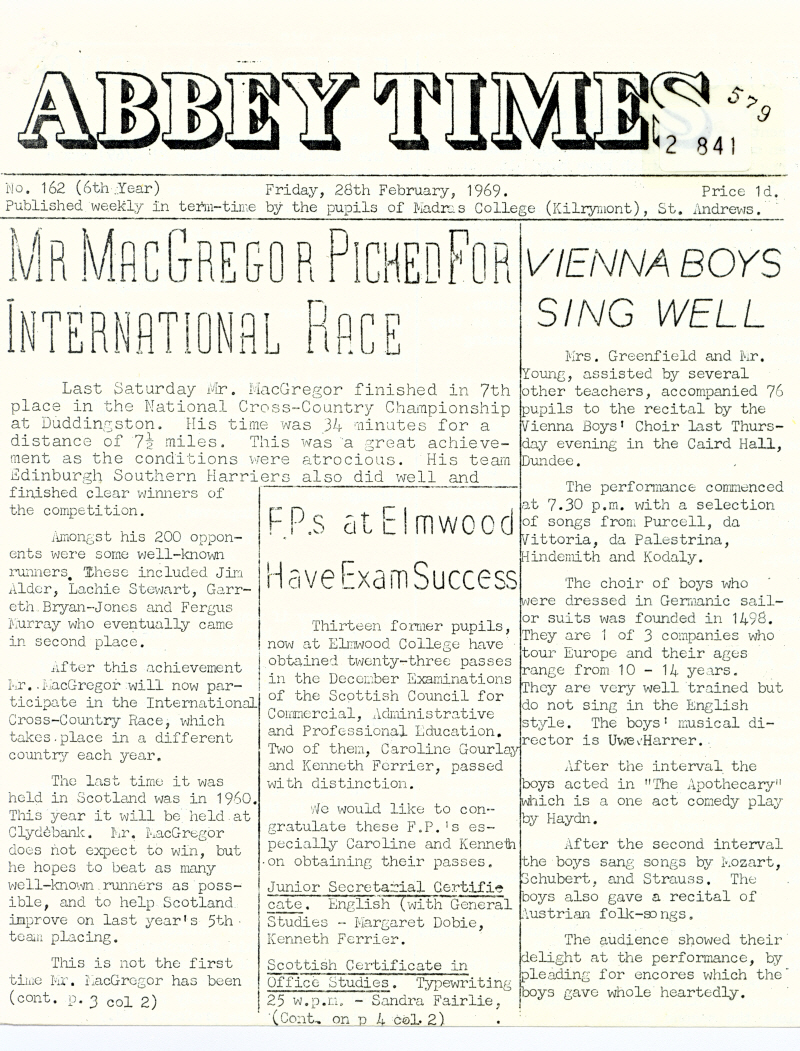 ABBEY TIMES
579
2 841
No. 162 (6th Year) Friday, 28th February, 1969. Price 1d.
Published weekly in term-time by the pupils of Madras College (Kilrymont), St. Andrews.
MR MACGREGOR PICKED FOR
INTERNATIONAL RACE
Last Saturday Mr. MacGregor finished in 7th
place in the National Cross-Country Championship
at Duddingston. His time was 34 minutes for a
distance of 7½ miles. This was a great achieve-
ment as the conditions were atrocious. His team
Edinburgh Southern Harriers also did well and
finished clear winners of
the competition.
Amongst his 200 oppon-
ents were some well-known
runners. These included Jim
Alder, Lachie Stewart, Garr-
eth Bryan-Jones and Fergus
Murray who eventually came
in second place.
After this achievement
Mr. MacGregor will now par-
ticipate in the International
Cross-Country Race, which
takes place in a different
country each year.
The last time it was
held in Scotland was in 1960.
This year it will be held at
Clydebank. Mr. MacGregor
does not expect to win, but
he hopes to beat as many
well-known runners as poss-
ible, and to help Scotland
improve on last year's 5th
team placing.
This is not the first
time Mr. MacGregor has been
(cont. p. 3 col 2)
F.P.s at Elmwood
Have Exam Success
Thirteen former pupils,
now at Elmwood College have
obtained twenty-three passes
in the December Examinations
of the Scottish Council for
Commercial, Administrative
and Professional Education.
Two of them, Caroline Gourlay
and Kenneth Ferrier, passed
with distinction.
We would like to con-
gratulate these F.P.'s es-
pecially Caroline and Kenneth
on obtaining their passes.
Junior Secretarial Certifi-
cate. English (with General
Studies - Margaret Dobie,
Kenneth Ferrier.
Scottish Certificate in
Office Studies. Typewriting
25 w.p.m. - Sandra Fairlie,
(Cont. on p 4 col 2)
VIENNA BOYS
SING WELL
Mrs. Greenfield and Mr.
Young, assisted by several
other teachers, accompanied 76
pupils to the recital by the
Vienna Boys' Choir last Thurs-
day evening in the Caird Hall,
Dundee.
The performance commenced
at 7.30 p.m. with a selection
of songs from Purcell, da
Vittoria, da Palestrina,
Hindemith and Kodaly.
The choir of boys who
were dressed in Germanic sail-
or suits was founded in 1498.
They are 1 of 3 companies who
tour Europe and their ages
range from 10 - 14 years.
They are very well trained but
do not sing in the English
style. The boys' musical di-
rector is Uwe Harrer.
After the interval the
boys acted in "The Apothecary"
which is a one act comedy play
by Haydn.
After the second interval
the boys sang songs by Mozart,
Schubert, and Strauss. The
boys also gave a recital of
Austrian folk-songs.
The audience showed their
delight at the performance, by
pleading for encores which the
boys gave whole heartedly.